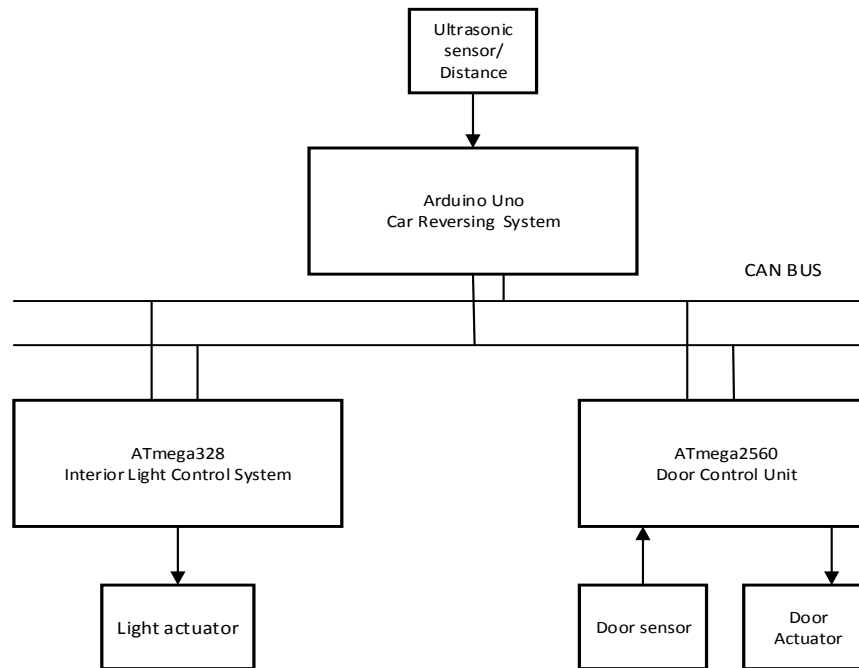 Ultrasonic
sensor/
Distance
Arduino Uno
Car Reversing System
CAN BUS
ATmega328
Interior Light Control System
ATmega2560
Door Control Unit
Light actuator
Door sensor
Door
Actuator